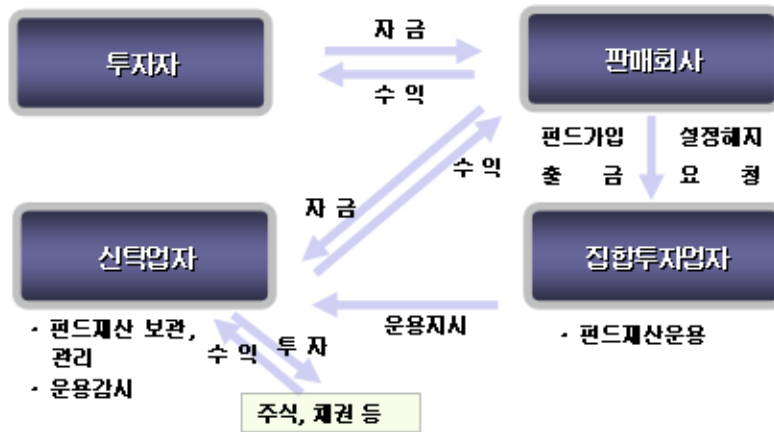 투자자
자 금
수 익
판매회사
펀드가입 설정해지
출 금 요 청
수 익
자 금
신탁업자
집합투자업자
운용지시
· 펀드재산 보관,
관리
· 운용감시
수 익
투 자
· 펀드재산운용
주식, 채권 등